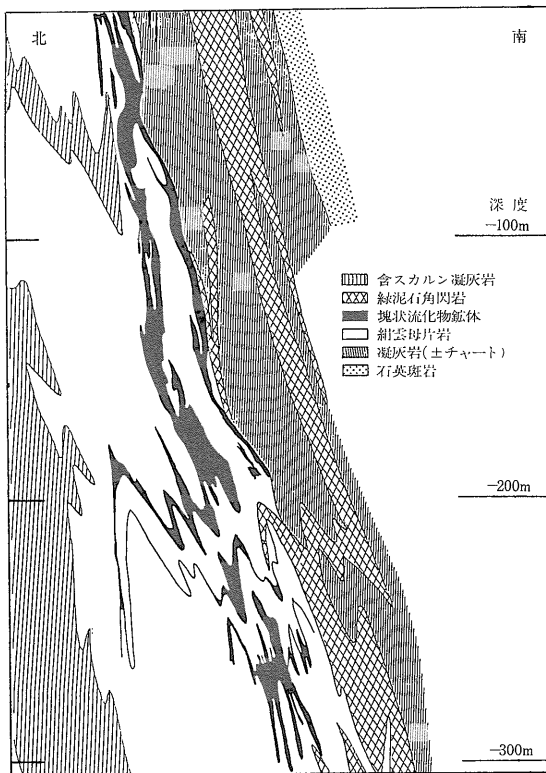 北
南
深度
-100m
含スカルン凝灰岩
緑泥石角閃岩
塊状流化物鉱体
絹雲母片岩
凝灰岩(±チャート)
石英斑岩
-200m
-300m